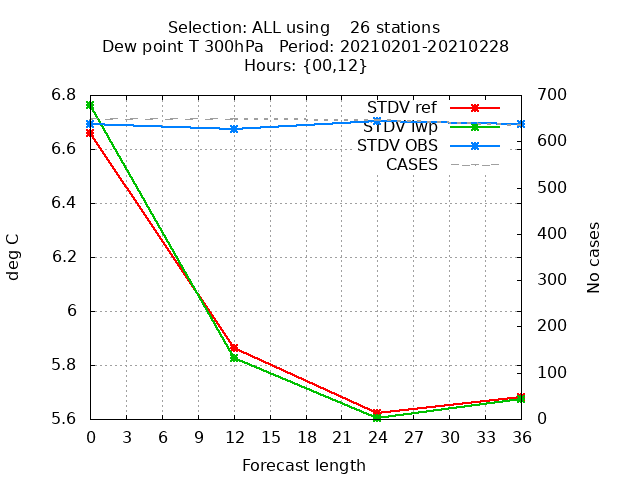 Selection: ALL using 26 stations
Dew point T 300hPa Period: 20210201-20210228
Hours: {00,12}
6.8
6.6
6.4
6.2
6
5.8
5.6
deg C
700
600
500
400
300
200
100
0
No cases
STDV ref
STDV lwp
STDV OBS
CASES
0 3 6 9 12 15 18 21 24 27 30 33 36
Forecast length